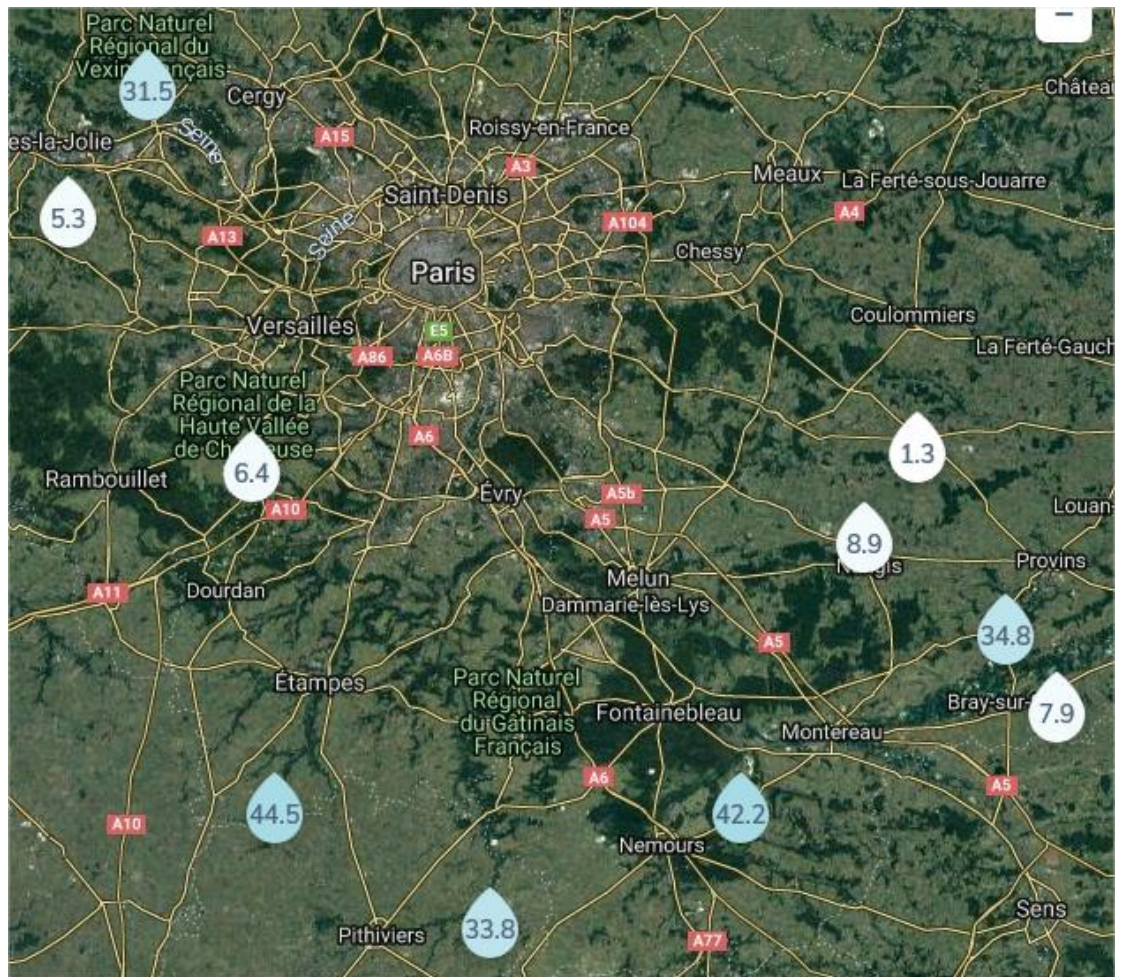 Parc Naturel
Régional du
Vexin Français
31.5
Cergy
Château
es-la-Jolie
Seine
A15
Roissy-en-France
A3
Meaux
La Ferté-sous-Jouarre
5.3
Saint-Denis
A13
Seine
A104
A4
Chessy
Paris
Versailles
E5
A86
A6B
Coulommiers
La Ferté-Gauch
Parc Naturel
Régional de la
Haute Vallée
de Ch euse
A6
6.4
1.3
Rambouillet
Évry
A5b
A10
A5
Louan-
8.9
N gis
Provins
A11
Dourdan
Melun
Dammarie-lès-Lys
34.8
A5
Étampes
Parc Naturel
Régional
du Gâtinais
Français
Fontainebleau
Bray-sur-
7.9
Montereau
A6
A5
44.5
42.2
A10
Nemours
Sens
33.8
Pithiviers
A77